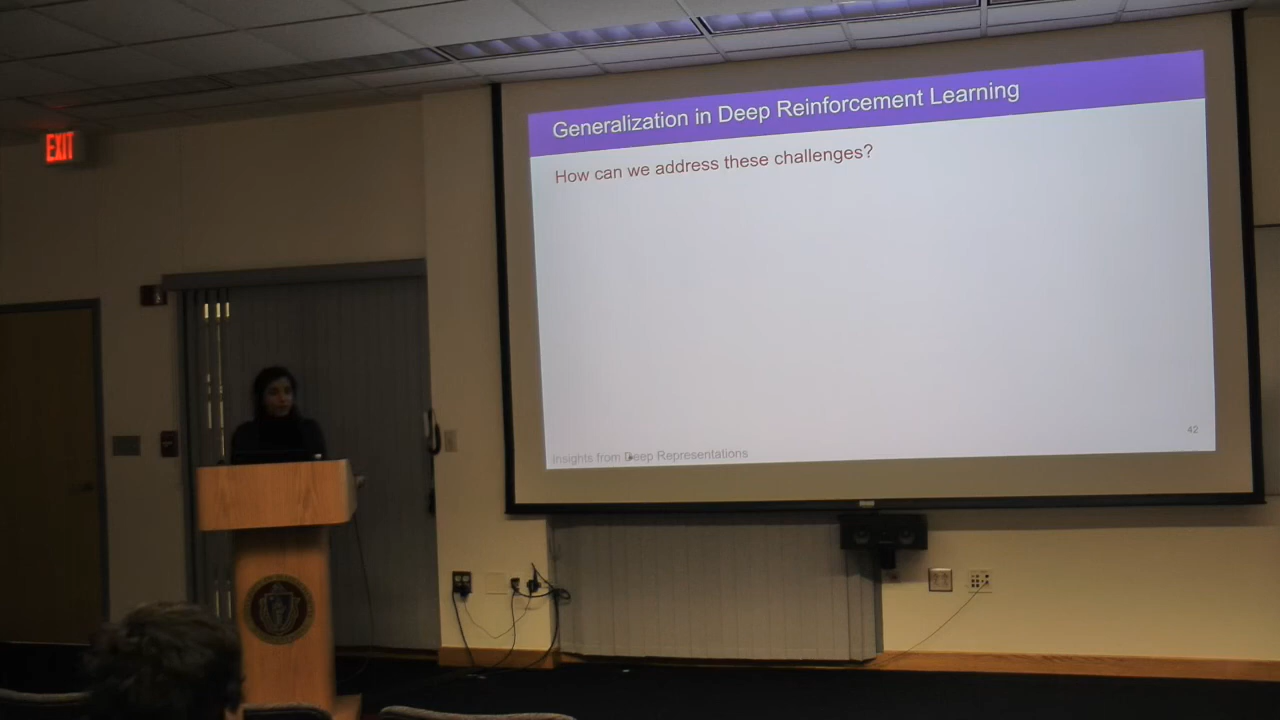 EXIT
Generalization in Deep Reinforcement Learning
How can we address these challenges?
42
Insights from Deep Representations